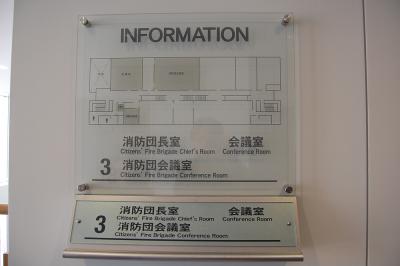 INFORMATION
消防団長室 会議室
Citizens' Fire Brigade Chief's Room Conference Room
3 消防団会議室
Citizens' Fire Brigade Conference Room
消防団長室 会議室
Citizens' Fire Brigade Chief's Room Conference Room
3 消防団会議室
Citizens' Fire Brigade Conference Room